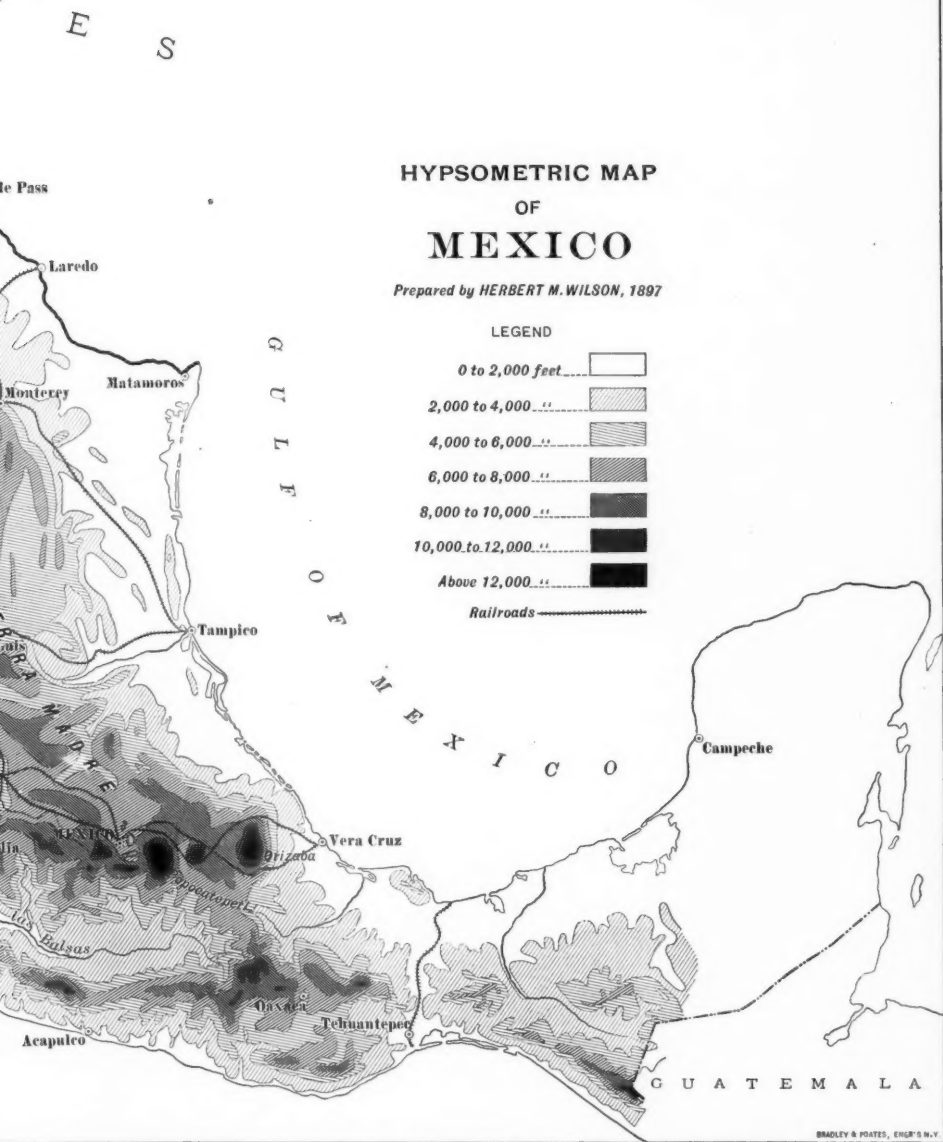 E S
Pass
Laredo
HYPSOMETRIC MAP
OF
MEXICO
Prepared by HERBERT M. WILSON, 1897
LEGEND
0 to 2,000 feet
2,000 to 4,000 "
4,000 to 6,000 "
6,000 to 8,000 "
8,000 to 10,000 "
10,000 to 12,000 "
Above 12,000 "
Railroads
GULF OF MEXICO
Matamoros
Monterey
Tampico
MADRE
Campeche
MEXICO
Vera Cruz
Orizaba
Popocatepetl
las Balsas
Oaxaca
Tehuantepec
Acapulco
GUATEMALA
BRADLEY & POATES, ENGR'S N.Y.